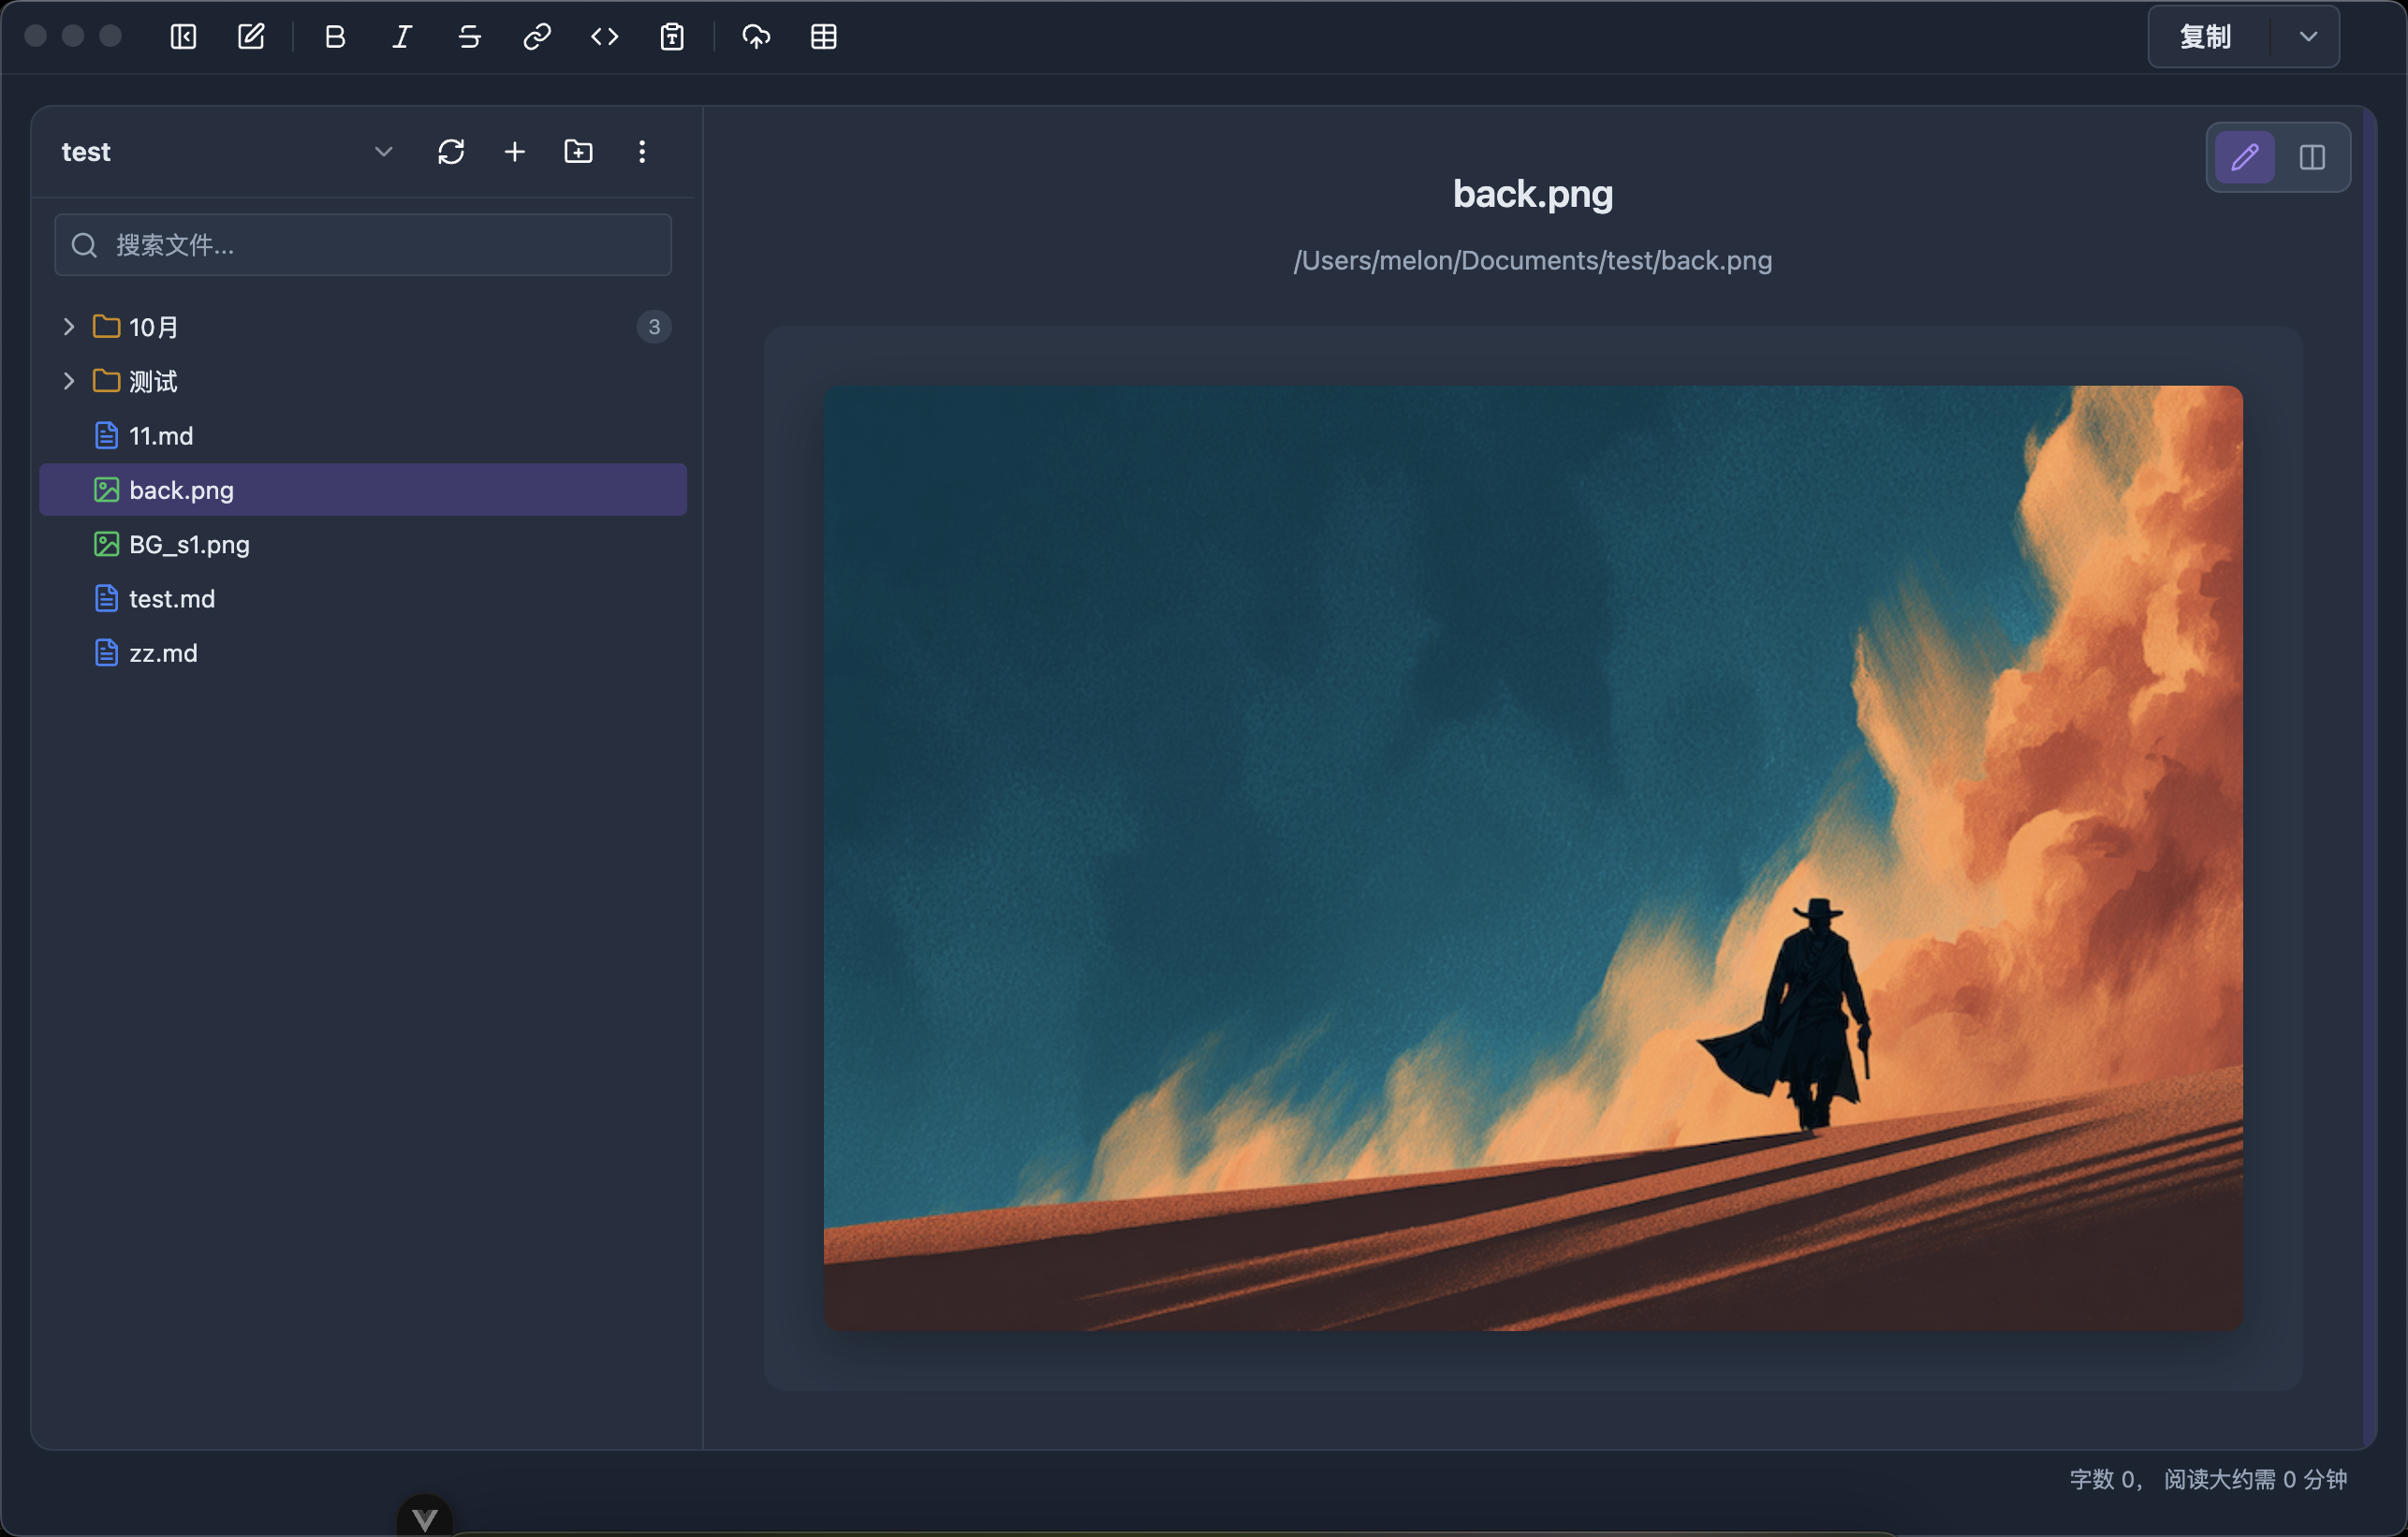 复制
test
搜索文件...
10月 3
测试
11.md
back.png
BG_s1.png
test.md
zz.md
back.png
/Users/melon/Documents/test/back.png
字数 0， 阅读大约需 0 分钟